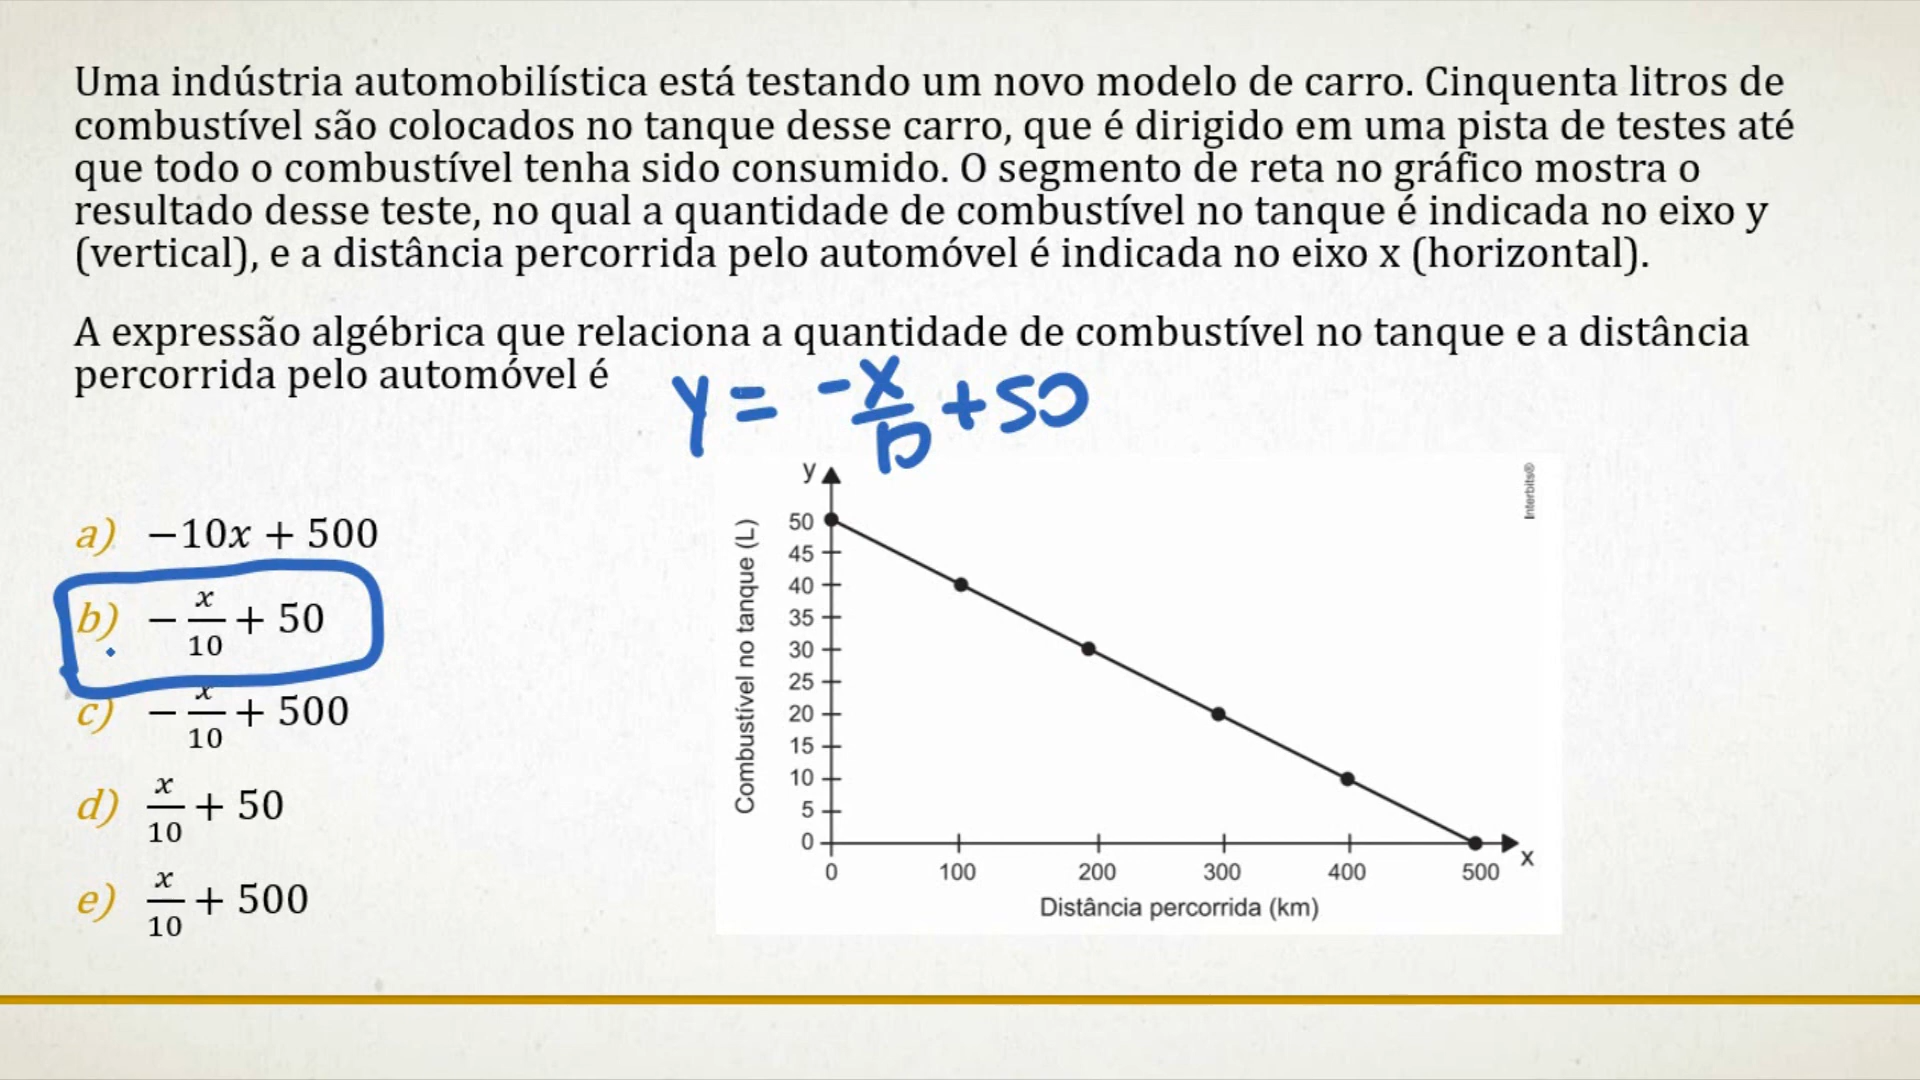 Uma indústria automobilística está testando um novo modelo de carro. Cinquenta litros de
combustível são colocados no tanque desse carro, que é dirigido em uma pista de testes até
que todo o combustível tenha sido consumido. O segmento de reta no gráfico mostra o
resultado desse teste, no qual a quantidade de combustível no tanque é indicada no eixo y
(vertical), e a distância percorrida pelo automóvel é indicada no eixo x (horizontal).
A expressão algébrica que relaciona a quantidade de combustível no tanque e a distância
percorrida pelo automóvel é
y = -x/10 + 50
a) −10x + 500
b) −x/10 + 50
c) −x/10 + 500
d) x/10 + 50
e) x/10 + 500
y
Interbits®
Combustível no tanque (L)
50
45
40
35
30
25
20
15
10
5
0
0 100 200 300 400 500 x
Distância percorrida (km)